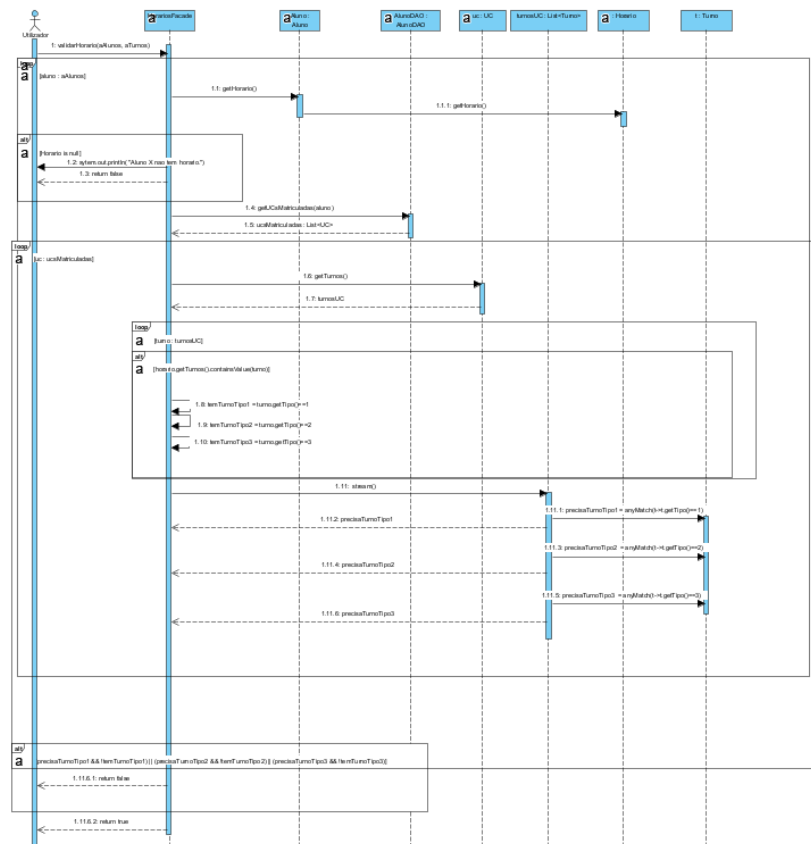 HorariosFacade
Aluno :
Aluno
AlunoDAO :
AlunoDAO
uc : UC
turnosUC : List<Turno>
: Horario
t : Turno
Utilizador
1: validarHorario(aAlunos, aTurnos)
loop
[aluno : aAlunos]
1.1: getHorario()
1.1.1: getHorario()
alt
[Horario is null]
1.2: sytem.out.println( "Aluno X nao tem horario.")
1.3: return false
1.4: getUCsMatriculadas(aluno)
1.5: ucsMatriculadas : List<UC>
loop
[uc : ucsMatriculadas]
1.6: getTurnos()
1.7: turnosUC
loop
[turno : turnosUC]
alt
[horario.getTurnos().containsValue(turno)]
1.8: temTurnoTipo1 = turno.getTipo()==1
1.9: temTurnoTipo2 = turno.getTipo()==2
1.10: temTurnoTipo3 = turno.getTipo()==3
1.11: stream()
1.11.1: precisaTurnoTipo1 = anyMatch(t->t.getTipo()==1)
1.11.2: precisaTurnoTipo1
1.11.3: precisaTurnoTipo2 = anyMatch(t->t.getTipo()==2)
1.11.4: precisaTurnoTipo2
1.11.5: precisaTurnoTipo3 = anyMatch(t->t.getTipo()==3)
1.11.6: precisaTurnoTipo3
alt
precisaTurnoTipo1 && !temTurnoTipo1) || (precisaTurnoTipo2 && !temTurnoTipo2) || (precisaTurnoTipo3 && !temTurnoTipo3)]
1.11.6.1: return false
1.11.6.2: return true